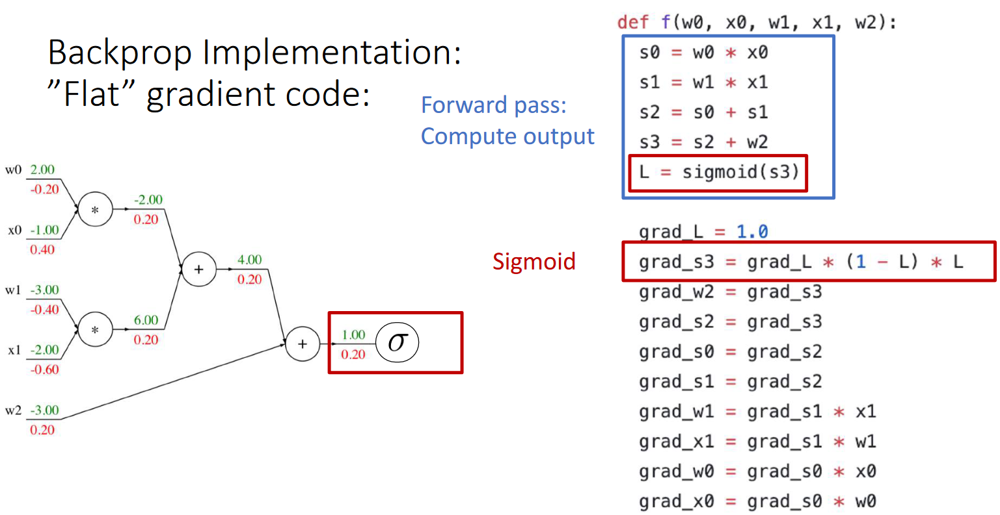 Backprop Implementation:
”Flat” gradient code:
Forward pass:
Compute output
def f(w0, x0, w1, x1, w2):
s0 = w0 * x0
s1 = w1 * x1
s2 = s0 + s1
s3 = s2 + w2
L = sigmoid(s3)
Sigmoid
grad_L = 1.0
grad_s3 = grad_L * (1 - L) * L
grad_w2 = grad_s3
grad_s2 = grad_s3
grad_s0 = grad_s2
grad_s1 = grad_s2
grad_w1 = grad_s1 * x1
grad_x1 = grad_s1 * w1
grad_w0 = grad_s0 * x0
grad_x0 = grad_s0 * w0
w0 2.00
-0.20
x0 -1.00
0.40
*
-2.00
0.20
w1 -3.00
-0.40
x1 -2.00
-0.60
*
6.00
0.20
+
4.00
0.20
w2 -3.00
0.20
+
1.00
0.20
σ